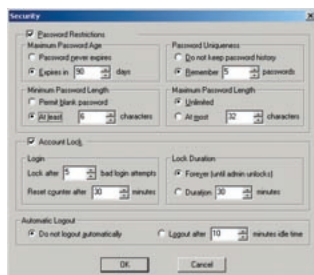 Security
Password Restrictions
Maximum Password Age
Password never expires
Expires in 90 days
Password Uniqueness
Do not keep password history
Remember 5 passwords
Minimum Password Length
Permit blank password
At least 6 characters
Maximum Password Length
Unlimited
At most 32 characters
Account Lock
Login
Lock after 5 bad login attempts
Reset counter after 30 minutes
Lock Duration
Forever (until admin unlocks)
Duration 30 minutes
Automatic Logout
Do not logout automatically
Logout after 10 minutes idle time
OK
Cancel